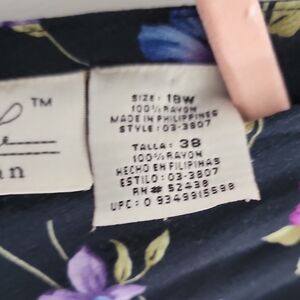 TM
n
SIZE: 18W
100% RAYON
MADE IN PHILIPPINES
STYLE: 03-3807
TALLA: 38
100% RAYON
HECHO EN FILIPINAS
ESTILO: 03-3807
RN# 52438
UPC: 0 9349915598